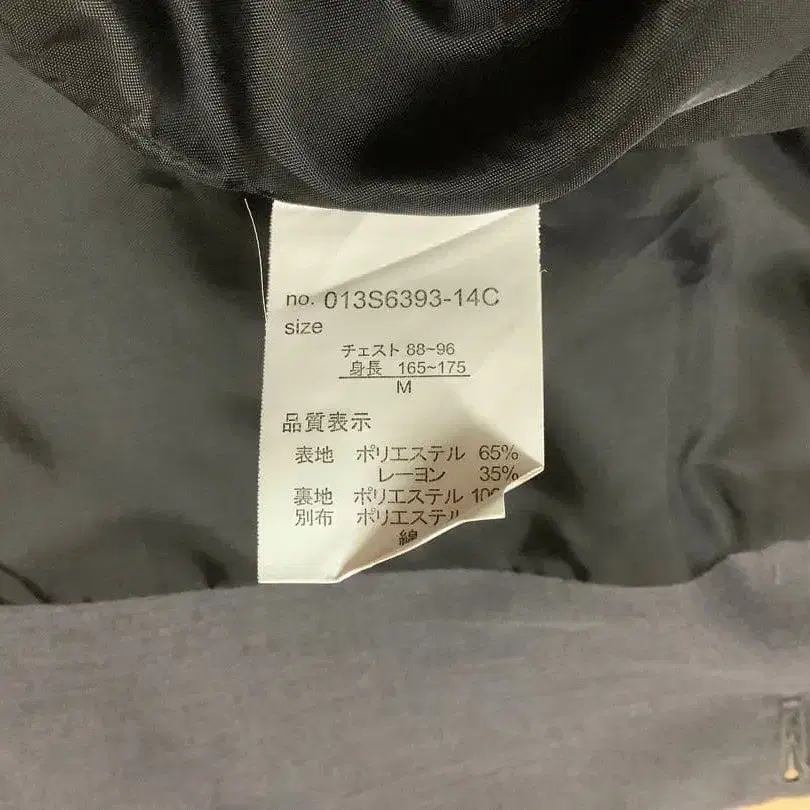 no. 013S6393-14C
size
チェスト 88~96
身長 165~175
M
品質表示
表地 ポリエステル 65%
レーヨン 35%
裏地 ポリエステル
別布 ポリエステル
綿